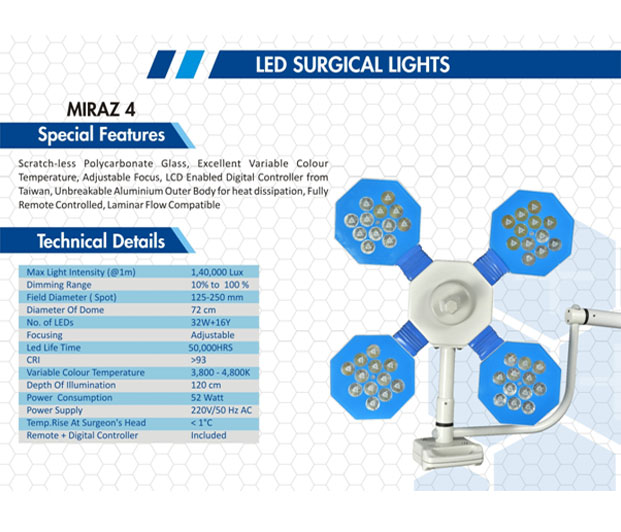 LED SURGICAL LIGHTS
MIRAZ 4
Special Features
Scratch-less Polycarbonate Glass, Excellent Variable Colour
Temperature, Adjustable Focus, LCD Enabled Digital Controller from
Taiwan, Unbreakable Aluminium Outer Body for heat dissipation, Fully
Remote Controlled, Laminar Flow Compatible
Technical Details
Max Light Intensity (@1m) 1,40,000 Lux
Dimming Range 10% to 100 %
Field Diameter ( Spot) 125-250 mm
Diameter Of Dome 72 cm
No. of LEDs 32W+16Y
Focusing Adjustable
Led Life Time 50,000HRS
CRI >93
Variable Colour Temperature 3,800 - 4,800K
Depth Of Illumination 120 cm
Power Consumption 52 Watt
Power Supply 220V/50 Hz AC
Temp.Rise At Surgeon's Head < 1°C
Remote + Digital Controller Included